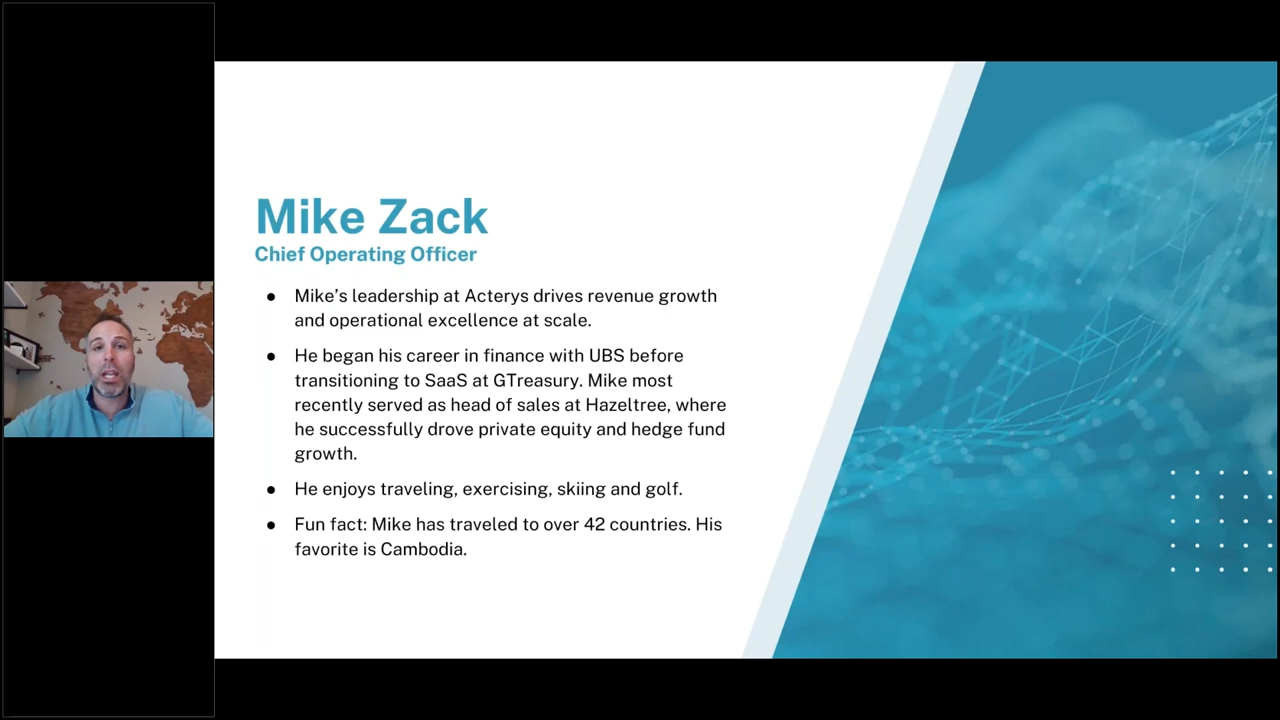 Mike Zack
Chief Operating Officer
● Mike’s leadership at Acterys drives revenue growth
and operational excellence at scale.
● He began his career in finance with UBS before
transitioning to SaaS at GTreasury. Mike most
recently served as head of sales at Hazeltree, where
he successfully drove private equity and hedge fund
growth.
● He enjoys traveling, exercising, skiing and golf.
● Fun fact: Mike has traveled to over 42 countries. His
favorite is Cambodia.